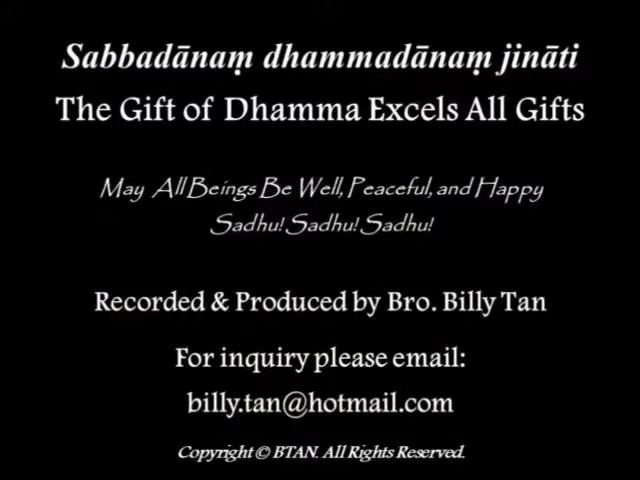 Sabbadānaṃ dhammadānaṃ jināti
The Gift of Dhamma Excels All Gifts
May All Beings Be Well, Peaceful, and Happy
Sadhu! Sadhu! Sadhu!
Recorded & Produced by Bro. Billy Tan
For inquiry please email:
billy.tan@hotmail.com
Copyright © BTAN. All Rights Reserved.